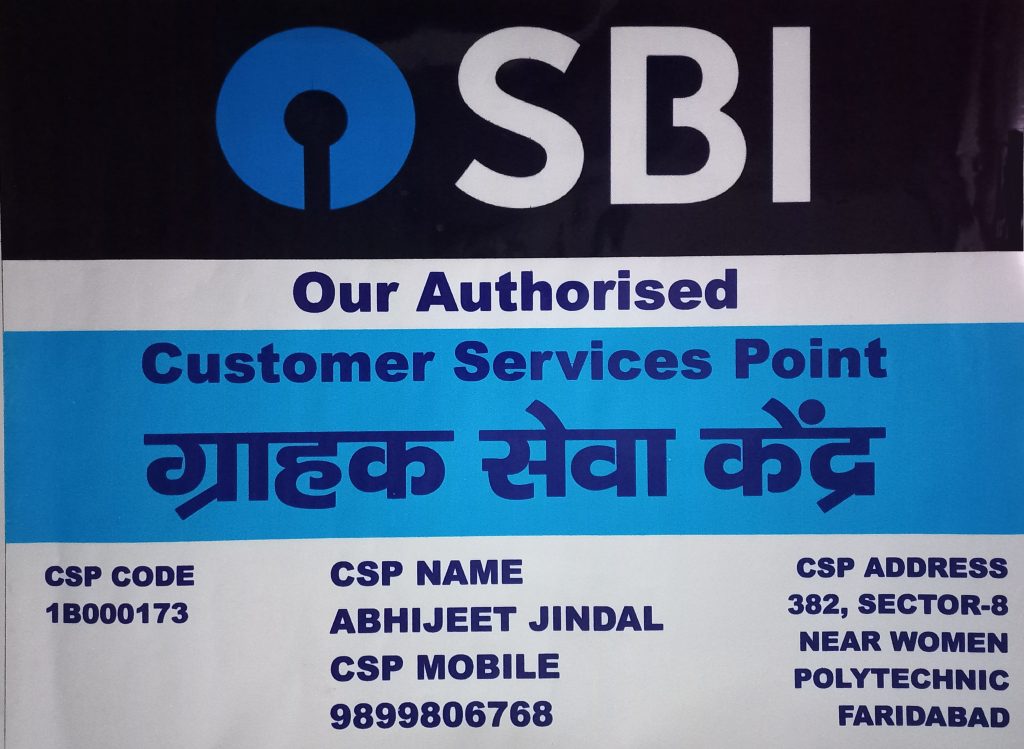 SBI
Our Authorised
Customer Services Point
ग्राहक सेवा केंद्र
CSP CODE
1B000173
CSP NAME
ABHIJEET JINDAL
CSP MOBILE
9899806768
CSP ADDRESS
382, SECTOR-8
NEAR WOMEN
POLYTECHNIC
FARIDABAD